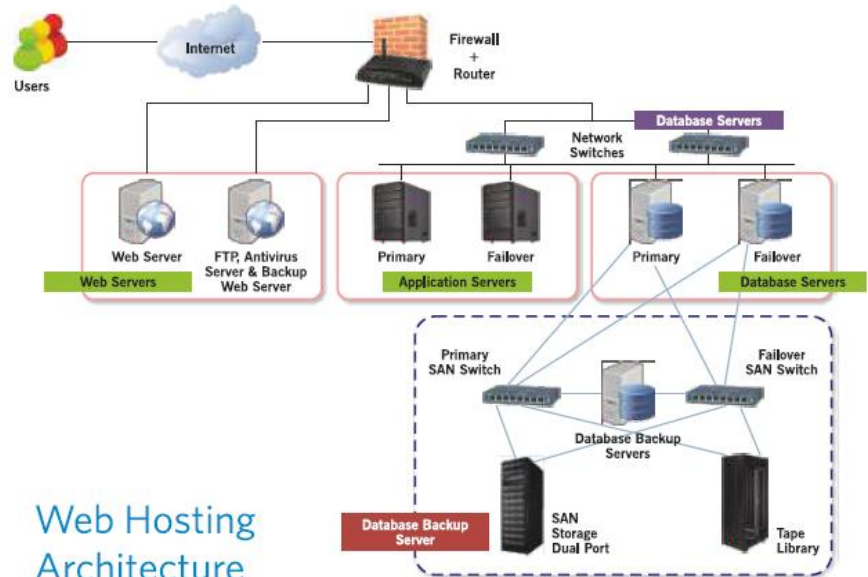 Users
Internet
Firewall
+
Router
Database Servers
Network
Switches
Web Server
FTP, Antivirus
Server & Backup
Web Server
Web Servers
Primary
Failover
Application Servers
Primary
Failover
Database Servers
Primary
SAN Switch
Failover
SAN Switch
Database Backup
Servers
Database Backup
Server
SAN
Storage
Dual Port
Tape
Library
Web Hosting
Architecture